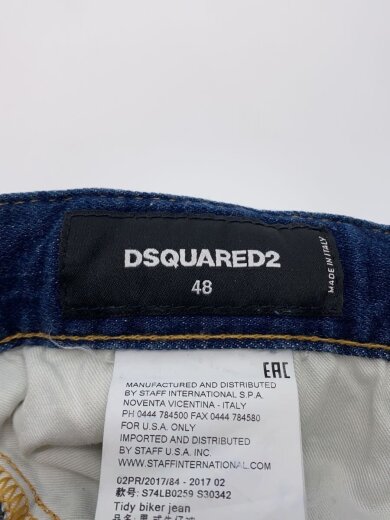 DSQUARED2
48
MADE IN ITALY
EAC
MANUFACTURED AND DISTRIBUTED
BY STAFF INTERNATIONAL S.P.A.
NOVENTA VICENTINA - ITALY
PH 0444 784500 FAX 0444 784580
FOR U.S.A. ONLY
DISTRIBUTED
BY STAFF U.S.A. INC.
WWW.STAFFINTERNATIONAL.COM
02PR/2017/84 - 2017 02
款号: S74LB0259 S30342
Tidy biker jean